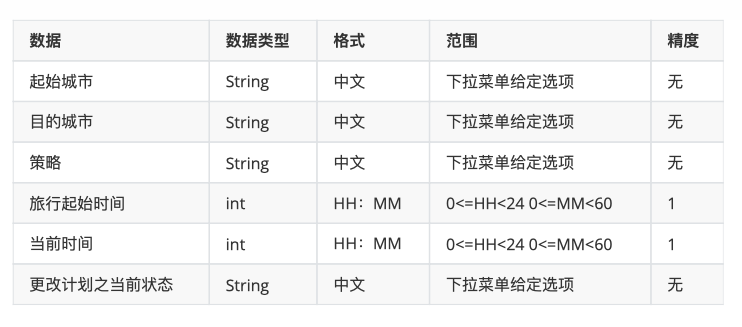 数据 数据类型 格式 范围 精度
起始城市 String 中文 下拉菜单给定选项 无
目的城市 String 中文 下拉菜单给定选项 无
策略 String 中文 下拉菜单给定选项 无
旅行起始时间 int HH：MM 0<=HH<24 0<=MM<60 1
当前时间 int HH：MM 0<=HH<24 0<=MM<60 1
更改计划之当前状态 String 中文 下拉菜单给定选项 无